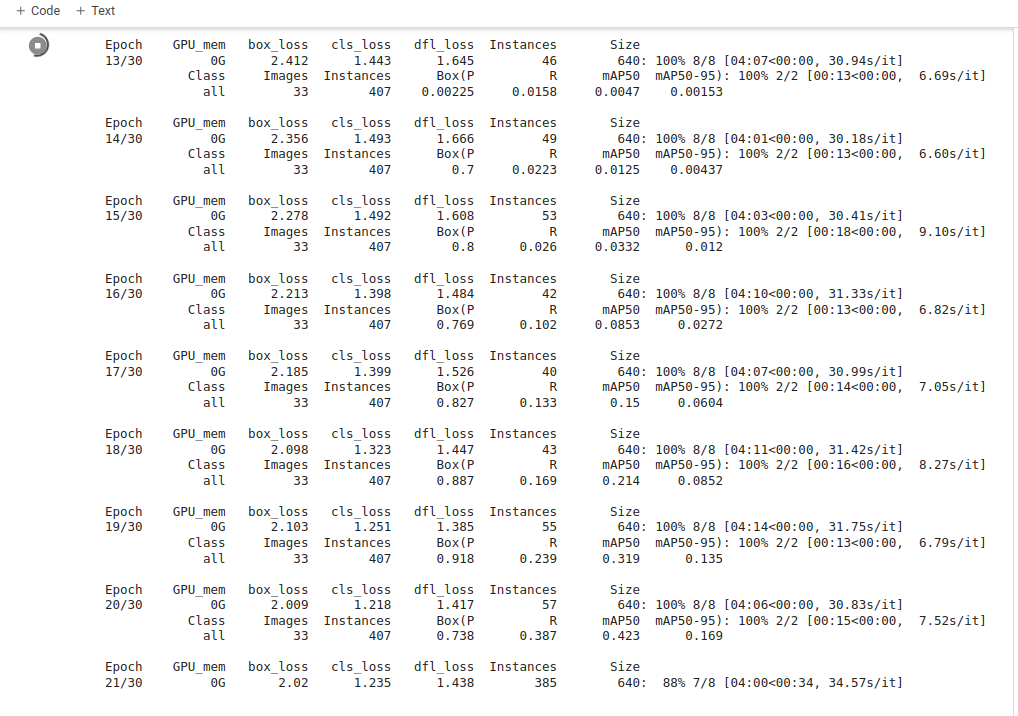 + Code + Text
Epoch GPU_mem box_loss cls_loss dfl_loss Instances Size
13/30 0G 2.412 1.443 1.645 46 640: 100% 8/8 [04:07<00:00, 30.94s/it]
Class Images Instances Box(P R mAP50 mAP50-95): 100% 2/2 [00:13<00:00, 6.69s/it]
all 33 407 0.00225 0.0158 0.0047 0.00153
Epoch GPU_mem box_loss cls_loss dfl_loss Instances Size
14/30 0G 2.356 1.493 1.666 49 640: 100% 8/8 [04:01<00:00, 30.18s/it]
Class Images Instances Box(P R mAP50 mAP50-95): 100% 2/2 [00:13<00:00, 6.60s/it]
all 33 407 0.7 0.0223 0.0125 0.00437
Epoch GPU_mem box_loss cls_loss dfl_loss Instances Size
15/30 0G 2.278 1.492 1.608 53 640: 100% 8/8 [04:03<00:00, 30.41s/it]
Class Images Instances Box(P R mAP50 mAP50-95): 100% 2/2 [00:18<00:00, 9.10s/it]
all 33 407 0.8 0.026 0.0332 0.012
Epoch GPU_mem box_loss cls_loss dfl_loss Instances Size
16/30 0G 2.213 1.398 1.484 42 640: 100% 8/8 [04:10<00:00, 31.33s/it]
Class Images Instances Box(P R mAP50 mAP50-95): 100% 2/2 [00:13<00:00, 6.82s/it]
all 33 407 0.769 0.102 0.0853 0.0272
Epoch GPU_mem box_loss cls_loss dfl_loss Instances Size
17/30 0G 2.185 1.399 1.526 40 640: 100% 8/8 [04:07<00:00, 30.99s/it]
Class Images Instances Box(P R mAP50 mAP50-95): 100% 2/2 [00:14<00:00, 7.05s/it]
all 33 407 0.827 0.133 0.15 0.0604
Epoch GPU_mem box_loss cls_loss dfl_loss Instances Size
18/30 0G 2.098 1.323 1.447 43 640: 100% 8/8 [04:11<00:00, 31.42s/it]
Class Images Instances Box(P R mAP50 mAP50-95): 100% 2/2 [00:16<00:00, 8.27s/it]
all 33 407 0.887 0.169 0.214 0.0852
Epoch GPU_mem box_loss cls_loss dfl_loss Instances Size
19/30 0G 2.103 1.251 1.385 55 640: 100% 8/8 [04:14<00:00, 31.75s/it]
Class Images Instances Box(P R mAP50 mAP50-95): 100% 2/2 [00:13<00:00, 6.79s/it]
all 33 407 0.918 0.239 0.319 0.135
Epoch GPU_mem box_loss cls_loss dfl_loss Instances Size
20/30 0G 2.009 1.218 1.417 57 640: 100% 8/8 [04:06<00:00, 30.83s/it]
Class Images Instances Box(P R mAP50 mAP50-95): 100% 2/2 [00:15<00:00, 7.52s/it]
all 33 407 0.738 0.387 0.423 0.169
Epoch GPU_mem box_loss cls_loss dfl_loss Instances Size
21/30 0G 2.02 1.235 1.438 385 640: 88% 7/8 [04:00<00:34, 34.57s/it]